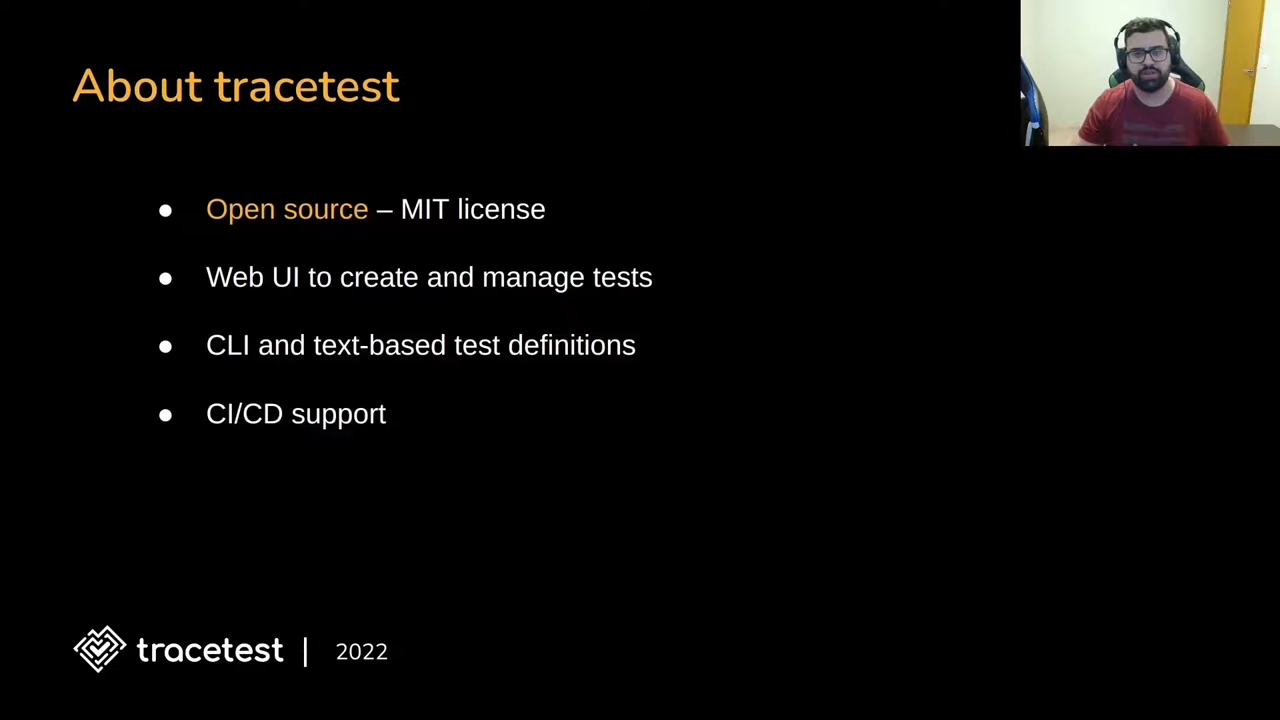 About tracetest
● Open source – MIT license
● Web UI to create and manage tests
● CLI and text-based test definitions
● CI/CD support
tracetest | 2022